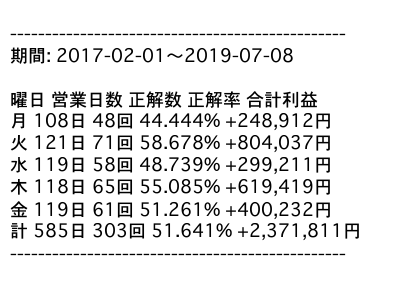 ------------------------------------------------
期間: 2017-02-01〜2019-07-08
曜日 営業日数 正解数 正解率 合計利益
月 108日 48回 44.444% +248,912円
火 121日 71回 58.678% +804,037円
水 119日 58回 48.739% +299,211円
木 118日 65回 55.085% +619,419円
金 119日 61回 51.261% +400,232円
計 585日 303回 51.641% +2,371,811円
------------------------------------------------